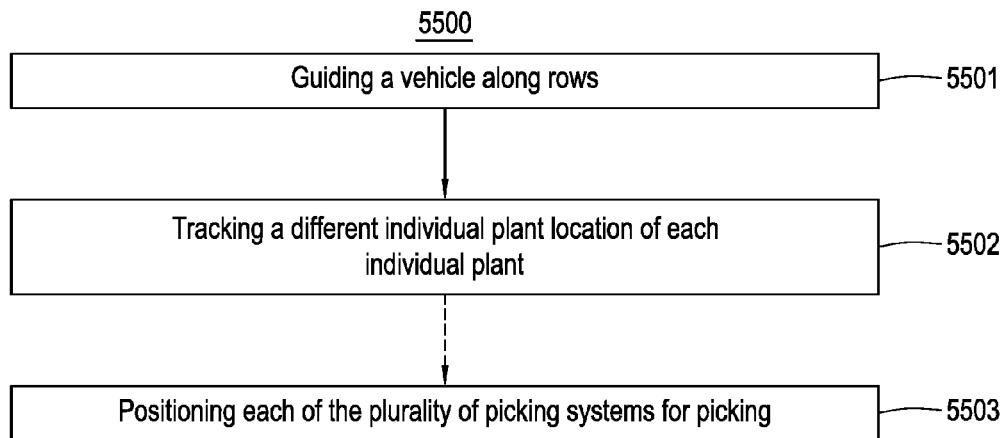 5500
Guiding a vehicle along rows
5501
Tracking a different individual plant location of each
individual plant
5502
Positioning each of the plurality of picking systems for picking
5503